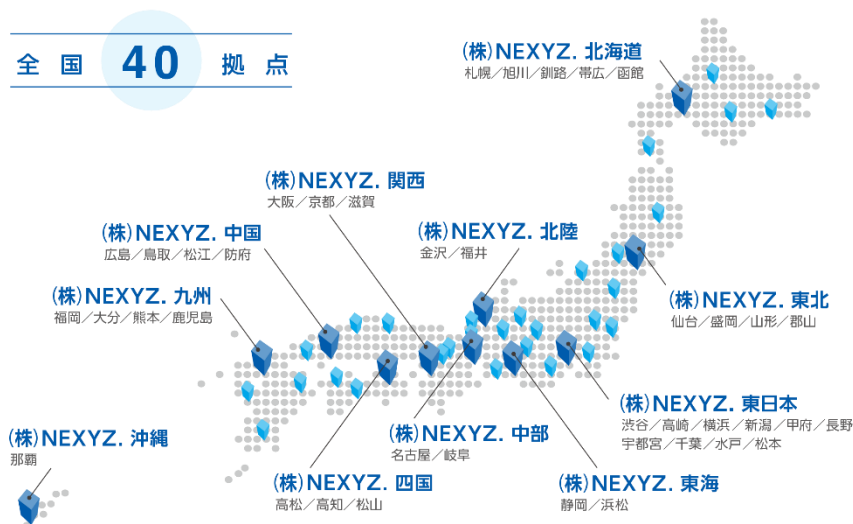 全国 40 拠点
(株)NEXYZ. 北海道
札幌／旭川／釧路／帯広／函館
(株)NEXYZ. 関西
大阪／京都／滋賀
(株)NEXYZ. 中国
広島／鳥取／松江／防府
(株)NEXYZ. 北陸
金沢／福井
(株)NEXYZ. 九州
福岡／大分／熊本／鹿児島
(株)NEXYZ. 東北
仙台／盛岡／山形／郡山
(株)NEXYZ. 東日本
渋谷／高崎／横浜／新潟／甲府／長野
宇都宮／千葉／水戸／松本
(株)NEXYZ. 沖縄
那覇
(株)NEXYZ. 中部
名古屋／岐阜
(株)NEXYZ. 四国
高松／高知／松山
(株)NEXYZ. 東海
静岡／浜松